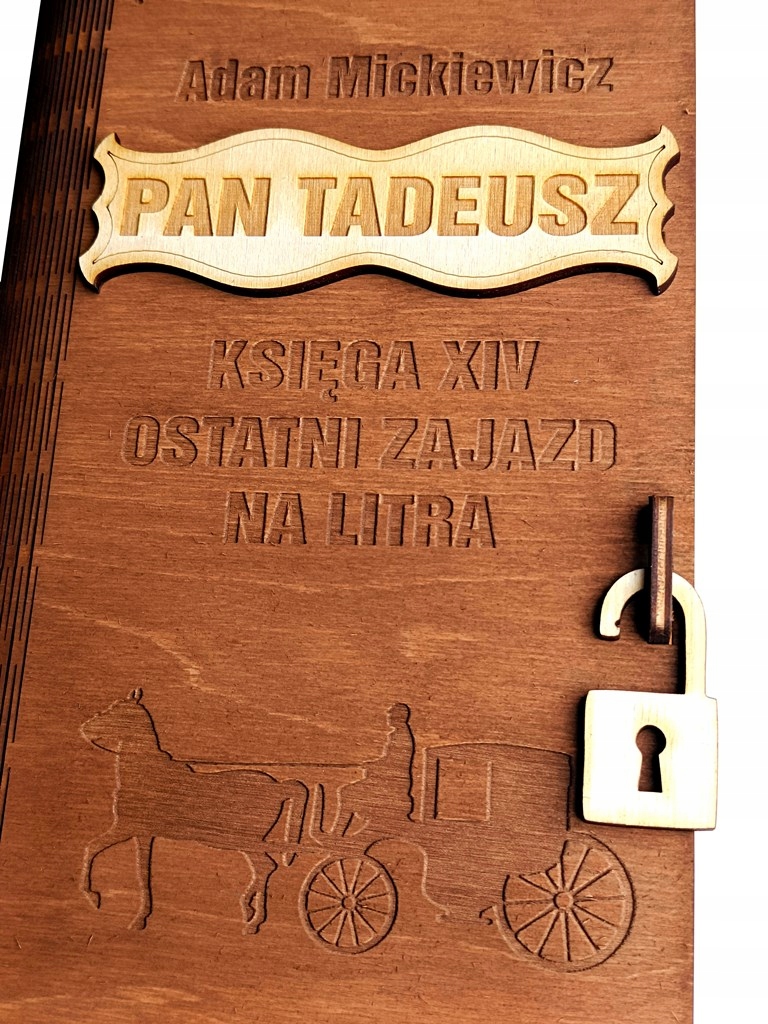 Adam Mickiewicz
PAN TADEUSZ
KSIĘGA XIV
OSTATNI ZAJAZD
NA LITRA